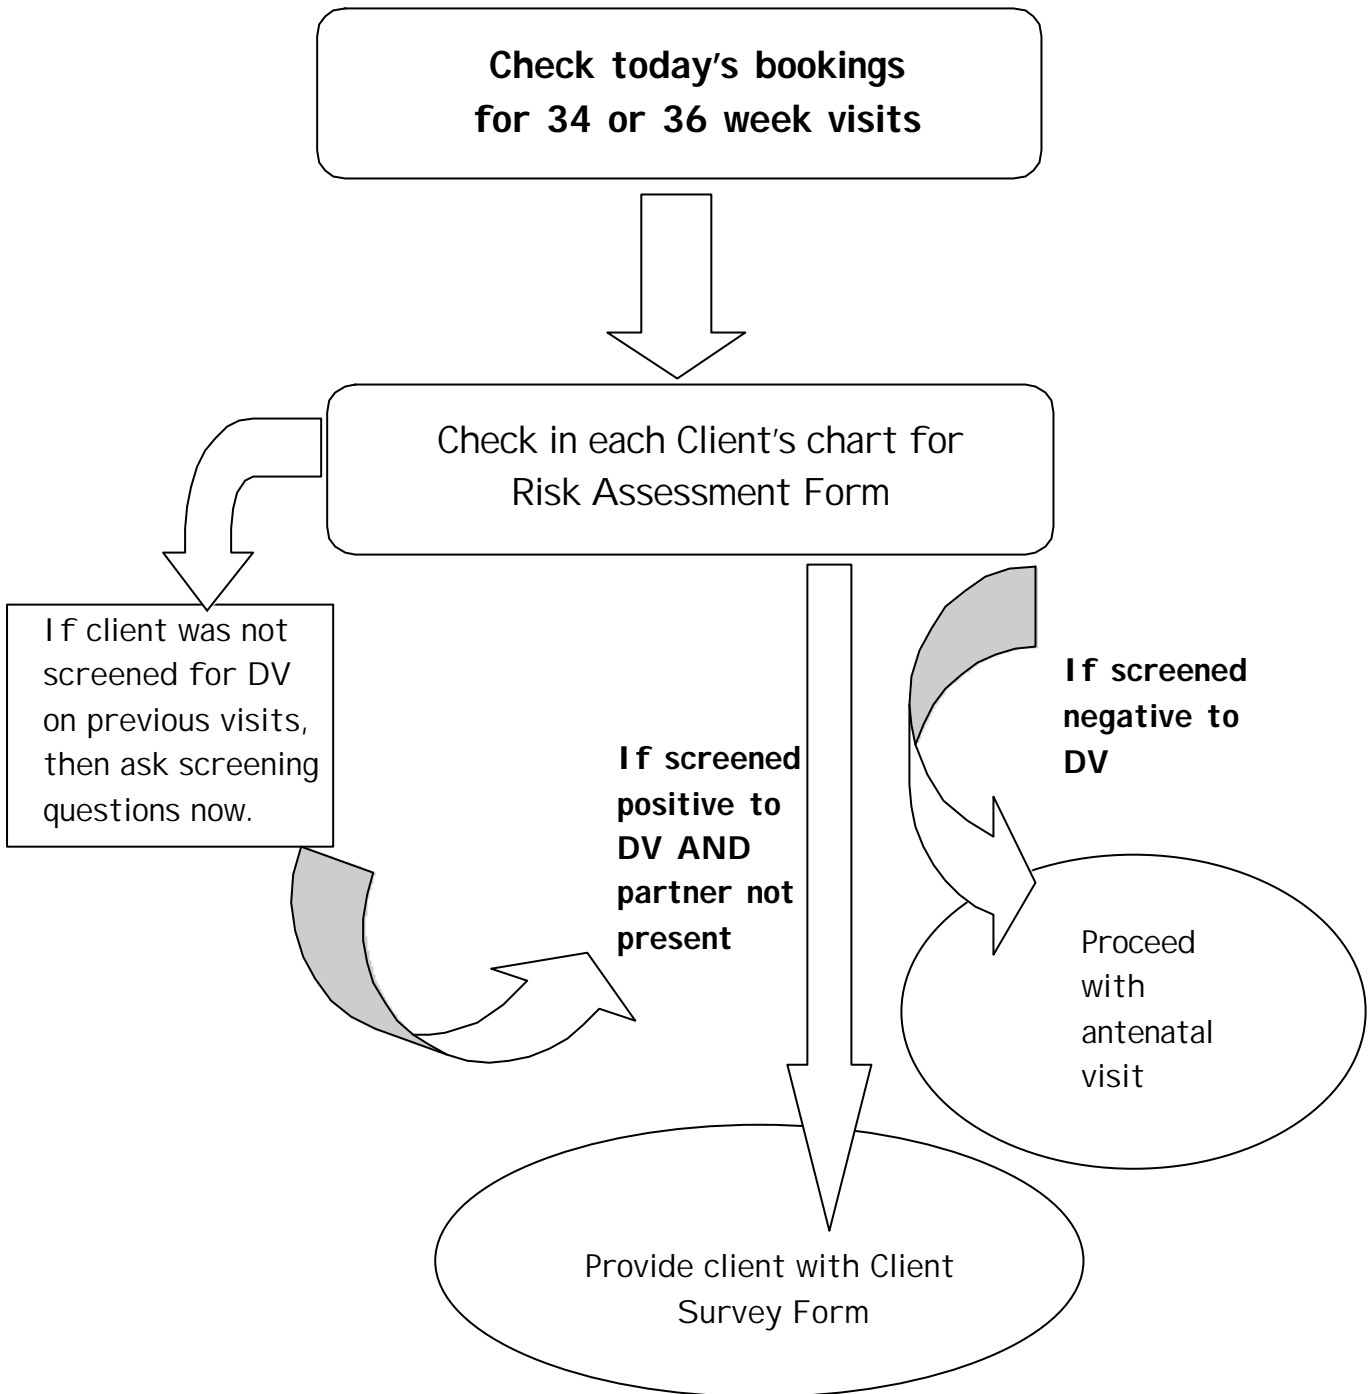 Check today's bookings
for 34 or 36 week visits
Check in each Client's chart for
Risk Assessment Form
If client was not
screened for DV
on previous visits,
then ask screening
questions now.
If screened
positive to
DV AND
partner not
present
If screened
negative to
DV
Proceed
with
antenatal
visit
Provide client with Client
Survey Form